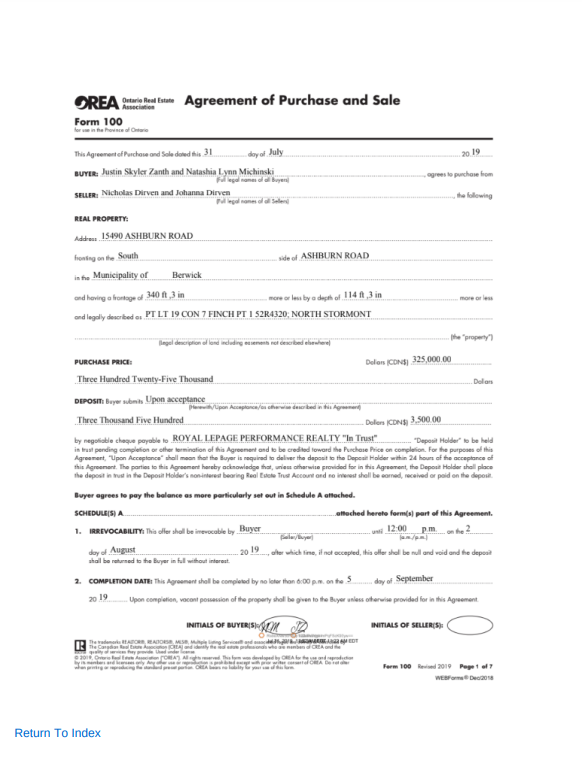 OREA Ontario Real Estate Association Agreement of Purchase and Sale
Form 100
for use in the Province of Ontario
This Agreement of Purchase and Sale dated this 31 day of July 20 19
BUYER: Justin Skyler Zanth and Natashia Lynn Michinski, agrees to purchase from
(Full legal names of all Buyers)
SELLER: Nicholas Dirven and Johanna Dirven, the following
(Full legal names of all Sellers)
REAL PROPERTY:
Address 15490 ASHBURN ROAD
fronting on the South side of ASHBURN ROAD
in the Municipality of Berwick
and having a frontage of 340 ft ,3 in more or less by a depth of 114 ft ,3 in more or less
and legally described as PT LT 19 CON 7 FINCH PT 1 52R4320; NORTH STORMONT
(the "property")
(Legal description of land including easements not described elsewhere)
PURCHASE PRICE: Dollars (CDN$) 325,000.00
Three Hundred Twenty-Five Thousand Dollars
DEPOSIT: Buyer submits Upon acceptance
(Herewith/Upon Acceptance/as otherwise described in this Agreement)
Three Thousand Five Hundred Dollars (CDN$) 3,500.00
by negotiable cheque payable to ROYAL LEPAGE PERFORMANCE REALTY "In Trust" "Deposit Holder" to be held
in trust pending completion or other termination of this Agreement and to be credited toward the Purchase Price on completion. For the purposes of this
Agreement, "Upon Acceptance" shall mean that the Buyer is required to deliver the deposit to the Deposit Holder within 24 hours of the acceptance of
this Agreement. The parties to this Agreement hereby acknowledge that, unless otherwise provided for in this Agreement, the Deposit Holder shall place
the deposit in trust in the Deposit Holder's non-interest bearing Real Estate Trust Account and no interest shall be earned, received or paid on the deposit.
Buyer agrees to pay the balance as more particularly set out in Schedule A attached.
SCHEDULE(S) A attached hereto form(s) part of this Agreement.
1. IRREVOCABILITY: This offer shall be irrevocable by Buyer until 12:00 p.m. on the 2
(Seller/Buyer) (a.m./p.m.)
day of August 20 19, after which time, if not accepted, this offer shall be null and void and the deposit
shall be returned to the Buyer in full without interest.
2. COMPLETION DATE: This Agreement shall be completed by no later than 6:00 p.m. on the 5 day of September
20 19 Upon completion, vacant possession of the property shall be given to the Buyer unless otherwise provided for in this Agreement.
INITIALS OF BUYER(S): INITIALS OF SELLER(S):
The trademarks REALTOR®, REALTORS®, MLS®, Multiple Listing Services® and associated
The Canadian Real Estate Association (CREA) and identify the real estate professionals who are members of CREA and the
quality of services they provide. Used under license.
© 2019, Ontario Real Estate Association ("OREA"). All rights reserved. This form was developed by OREA for the use and reproduction
by its members and licensees only. Any other use or reproduction is prohibited except with prior written consent of OREA. Do not alter
when printing or reproducing the standard preset portion. OREA bears no liability for your use of this form.
Form 100 Revised 2019 Page 1 of 7
WEBForms® Dec/2018
Return To Index